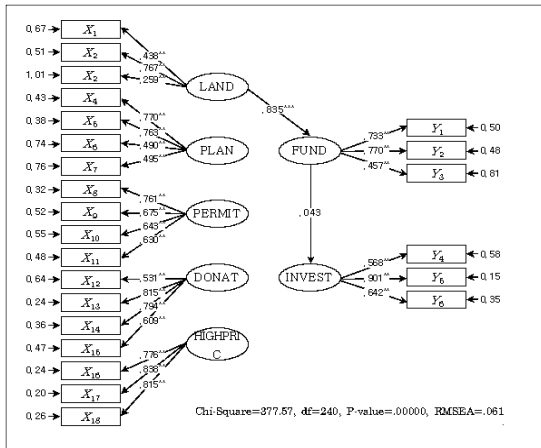 0,67 X1
,438**
0,51 X2
,767**
1,01 X2
,259**
LAND
0,43 X4
,835***
,770**
0,38 X5
,763**
0,74 X6
,490**
PLAN
0,76 X7
,495**
FUND
,733** Y1 0,50
,770** Y2 0,48
,457** Y3 0,81
0,32 X8
,761**
0,52 X9
,675**
PERMIT
,043
0,55 X10
,643**
0,48 X11
,630**
0,64 X12
,531**
DONAT
INVEST
,568** Y4 0,58
,901** Y5 0,15
,642** Y6 0,35
0,24 X13
,815**
0,36 X14
,794**
0,47 X15
,609**
HIGHPRI
C
0,24 X16
,776**
0,20 X17
,838**
0,26 X18
,815**
Chi-Square=377.57, df=240, P-value=.00000, RMSEA=.061